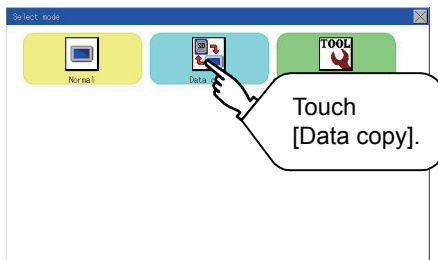 Select mode
SD
TOOL
Normal
Data
Touch
[Data copy].